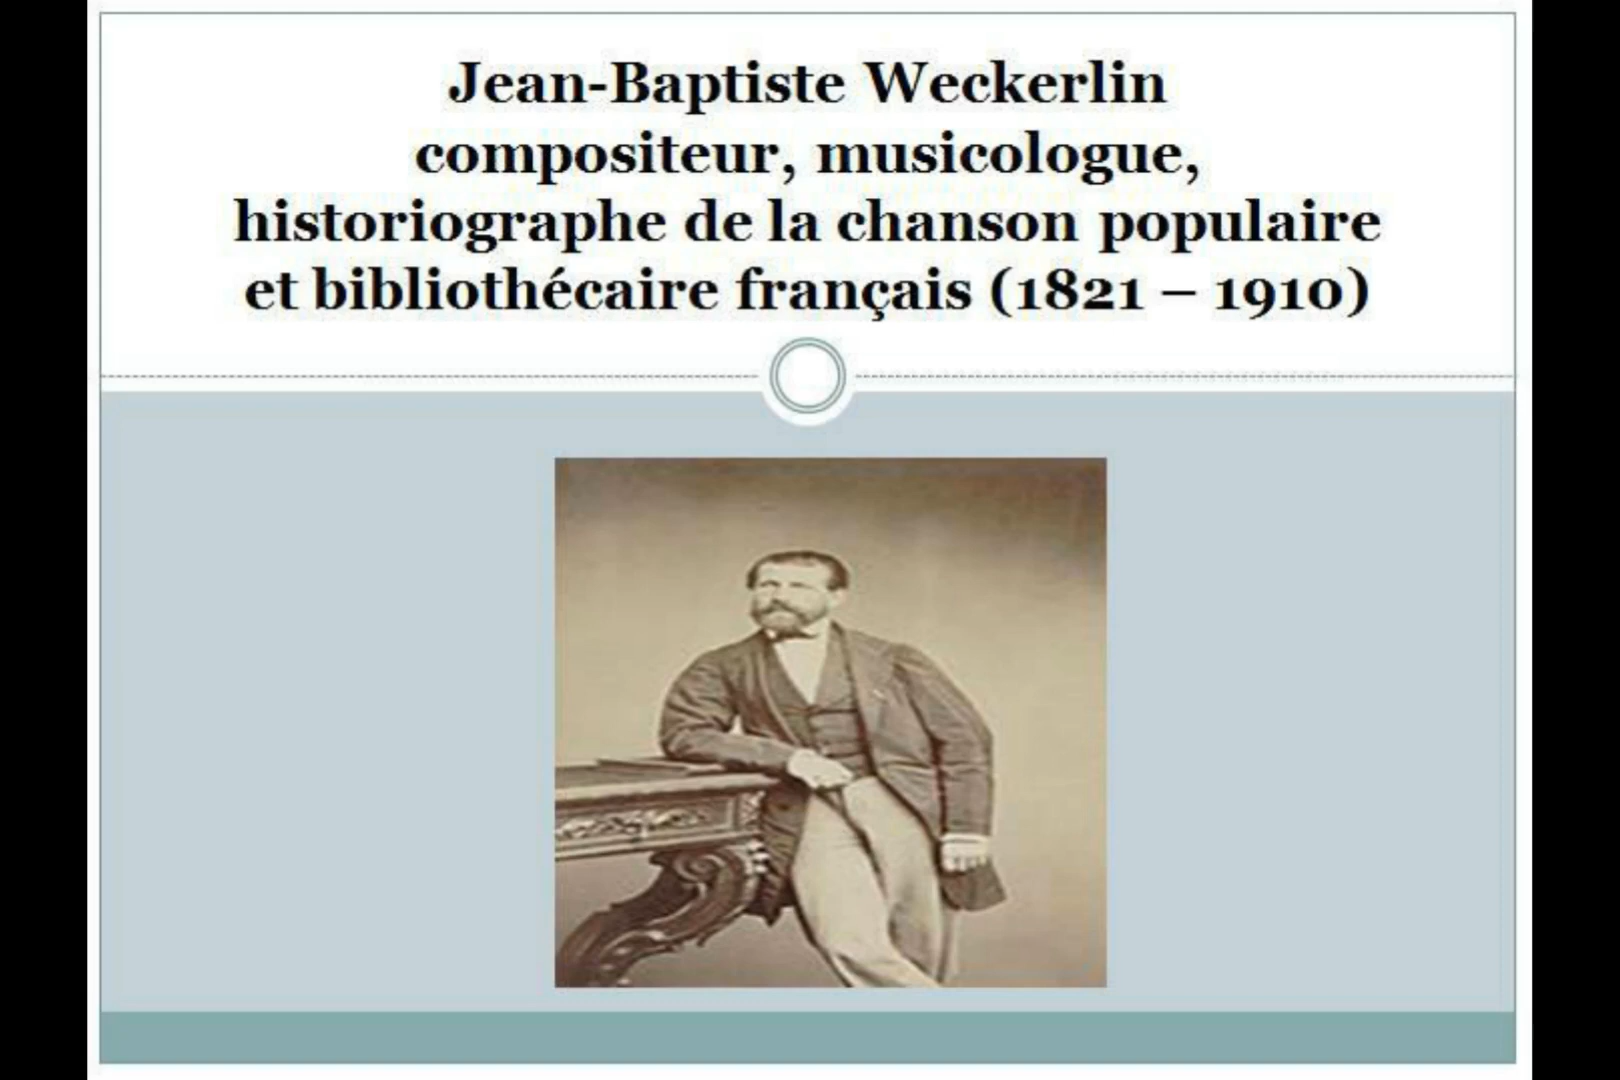 Jean-Baptiste Weckerlin
compositeur, musicologue,
historiographe de la chanson populaire
et bibliothécaire français (1821 – 1910)